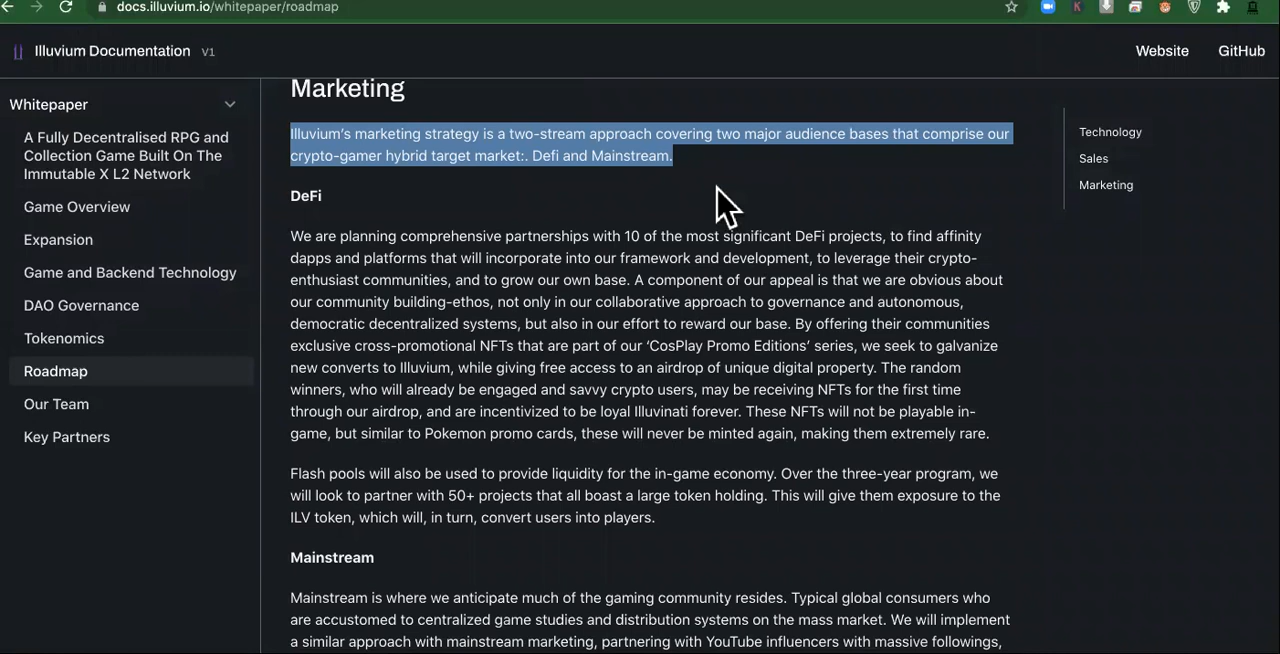 docs.illuvium.io/whitepaper/roadmap
Illuvium Documentation V1
Website
GitHub
Whitepaper
A Fully Decentralised RPG and
Collection Game Built On The
Immutable X L2 Network
Game Overview
Expansion
Game and Backend Technology
DAO Governance
Tokenomics
Roadmap
Our Team
Key Partners
Marketing
Illuvium's marketing strategy is a two-stream approach covering two major audience bases that comprise our
crypto-gamer hybrid target market:. Defi and Mainstream.
DeFi
We are planning comprehensive partnerships with 10 of the most significant DeFi projects, to find affinity
dapps and platforms that will incorporate into our framework and development, to leverage their crypto-
enthusiast communities, and to grow our own base. A component of our appeal is that we are obvious about
our community building-ethos, not only in our collaborative approach to governance and autonomous,
democratic decentralized systems, but also in our effort to reward our base. By offering their communities
exclusive cross-promotional NFTs that are part of our ‘CosPlay Promo Editions’ series, we seek to galvanize
new converts to Illuvium, while giving free access to an airdrop of unique digital property. The random
winners, who will already be engaged and savvy crypto users, may be receiving NFTs for the first time
through our airdrop, and are incentivized to be loyal Illuvinati forever. These NFTs will not be playable in-
game, but similar to Pokemon promo cards, these will never be minted again, making them extremely rare.
Flash pools will also be used to provide liquidity for the in-game economy. Over the three-year program, we
will look to partner with 50+ projects that all boast a large token holding. This will give them exposure to the
ILV token, which will, in turn, convert users into players.
Mainstream
Mainstream is where we anticipate much of the gaming community resides. Typical global consumers who
are accustomed to centralized game studies and distribution systems on the mass market. We will implement
a similar approach with mainstream marketing, partnering with YouTube influencers with massive followings,
Technology
Sales
Marketing